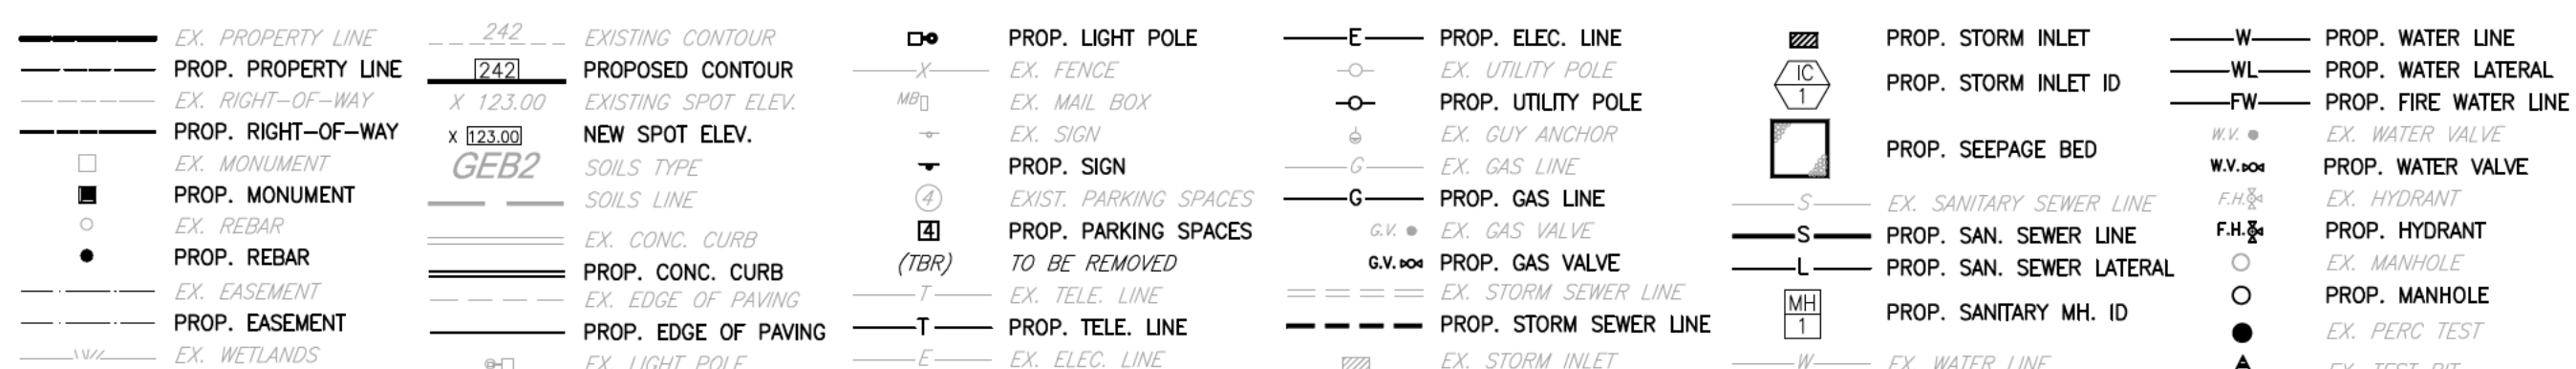 EX. PROPERTY LINE
PROP. PROPERTY LINE
EX. RIGHT-OF-WAY
PROP. RIGHT-OF-WAY
EX. MONUMENT
PROP. MONUMENT
EX. REBAR
PROP. REBAR
EX. EASEMENT
PROP. EASEMENT
EX. WETLANDS
242 EXISTING CONTOUR
242 PROPOSED CONTOUR
X 123.00 EXISTING SPOT ELEV.
X 123.00 NEW SPOT ELEV.
GEB2 SOILS TYPE
SOILS LINE
EX. CONC. CURB
PROP. CONC. CURB
EX. EDGE OF PAVING
PROP. EDGE OF PAVING
EX. LIGHT POLE
PROP. LIGHT POLE
X EX. FENCE
MB EX. MAIL BOX
EX. SIGN
PROP. SIGN
4 EXIST. PARKING SPACES
4 PROP. PARKING SPACES
(TBR) TO BE REMOVED
T EX. TELE. LINE
T PROP. TELE. LINE
E EX. ELEC. LINE
E PROP. ELEC. LINE
EX. UTILITY POLE
PROP. UTILITY POLE
EX. GUY ANCHOR
G EX. GAS LINE
G PROP. GAS LINE
G.V. EX. GAS VALVE
G.V. PROP. GAS VALVE
EX. STORM SEWER LINE
PROP. STORM SEWER LINE
EX. STORM INLET
PROP. STORM INLET
IC
1 PROP. STORM INLET ID
PROP. SEEPAGE BED
S EX. SANITARY SEWER LINE
S PROP. SAN. SEWER LINE
L PROP. SAN. SEWER LATERAL
MH
1 PROP. SANITARY MH. ID
W EX. WATER LINE
W PROP. WATER LINE
WL PROP. WATER LATERAL
FW PROP. FIRE WATER LINE
W.V. EX. WATER VALVE
W.V. PROP. WATER VALVE
F.H. EX. HYDRANT
F.H. PROP. HYDRANT
EX. MANHOLE
PROP. MANHOLE
EX. PERC TEST
EX. TEST PIT